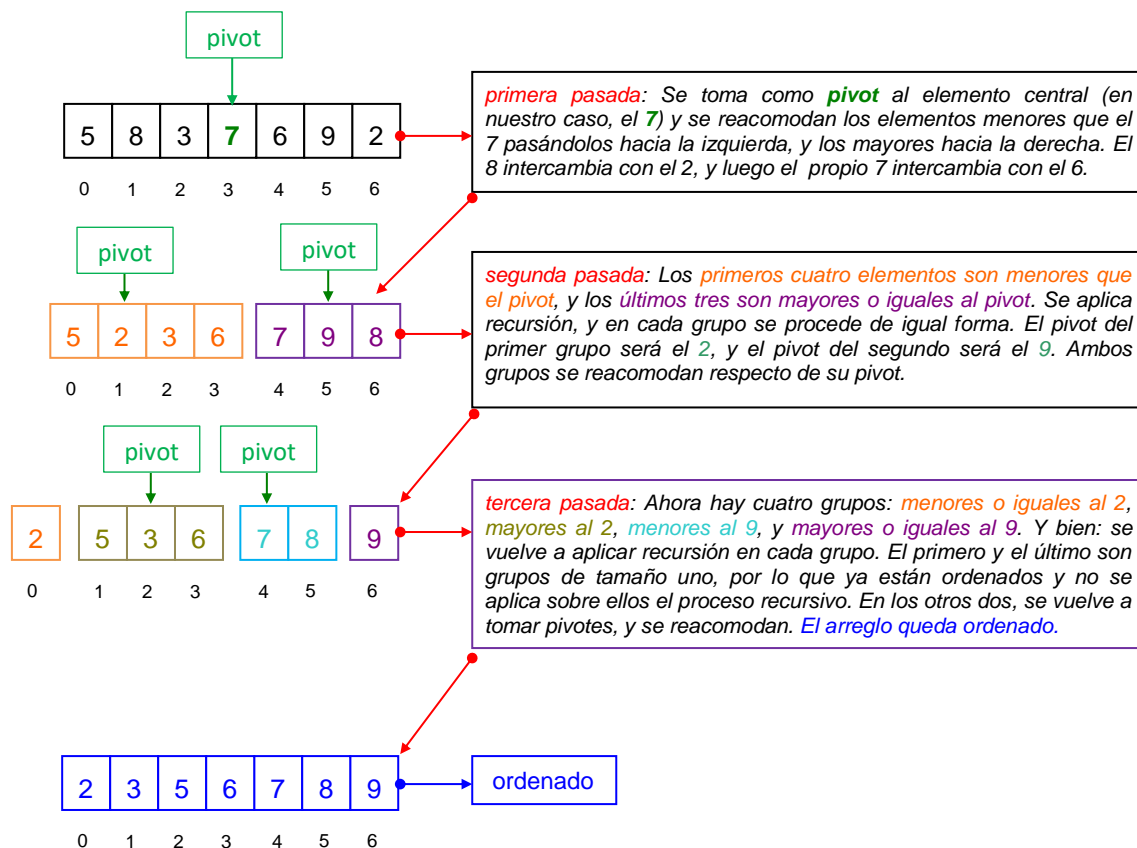 pivot
primera pasada: Se toma como pivot al elemento central (en
nuestro caso, el 7) y se reacomodan los elementos menores que el
7 pasándolos hacia la izquierda, y los mayores hacia la derecha. El
8 intercambia con el 2, y luego el propio 7 intercambia con el 6.
5 8 3 7 6 9 2
0 1 2 3 4 5 6
pivot pivot
segunda pasada: Los primeros cuatro elementos son menores que
el pivot, y los últimos tres son mayores o iguales al pivot. Se aplica
recursión, y en cada grupo se procede de igual forma. El pivot del
primer grupo será el 2, y el pivot del segundo será el 9. Ambos
grupos se reacomodan respecto de su pivot.
5 2 3 6 7 9 8
0 1 2 3 4 5 6
pivot pivot
tercera pasada: Ahora hay cuatro grupos: menores o iguales al 2,
mayores al 2, menores al 9, y mayores o iguales al 9. Y bien: se
vuelve a aplicar recursión en cada grupo. El primero y el último son
grupos de tamaño uno, por lo que ya están ordenados y no se
aplica sobre ellos el proceso recursivo. En los otros dos, se vuelve a
tomar pivotes, y se reacomodan. El arreglo queda ordenado.
2 5 3 6 7 8 9
0 1 2 3 4 5 6
2 3 5 6 7 8 9
ordenado
0 1 2 3 4 5 6